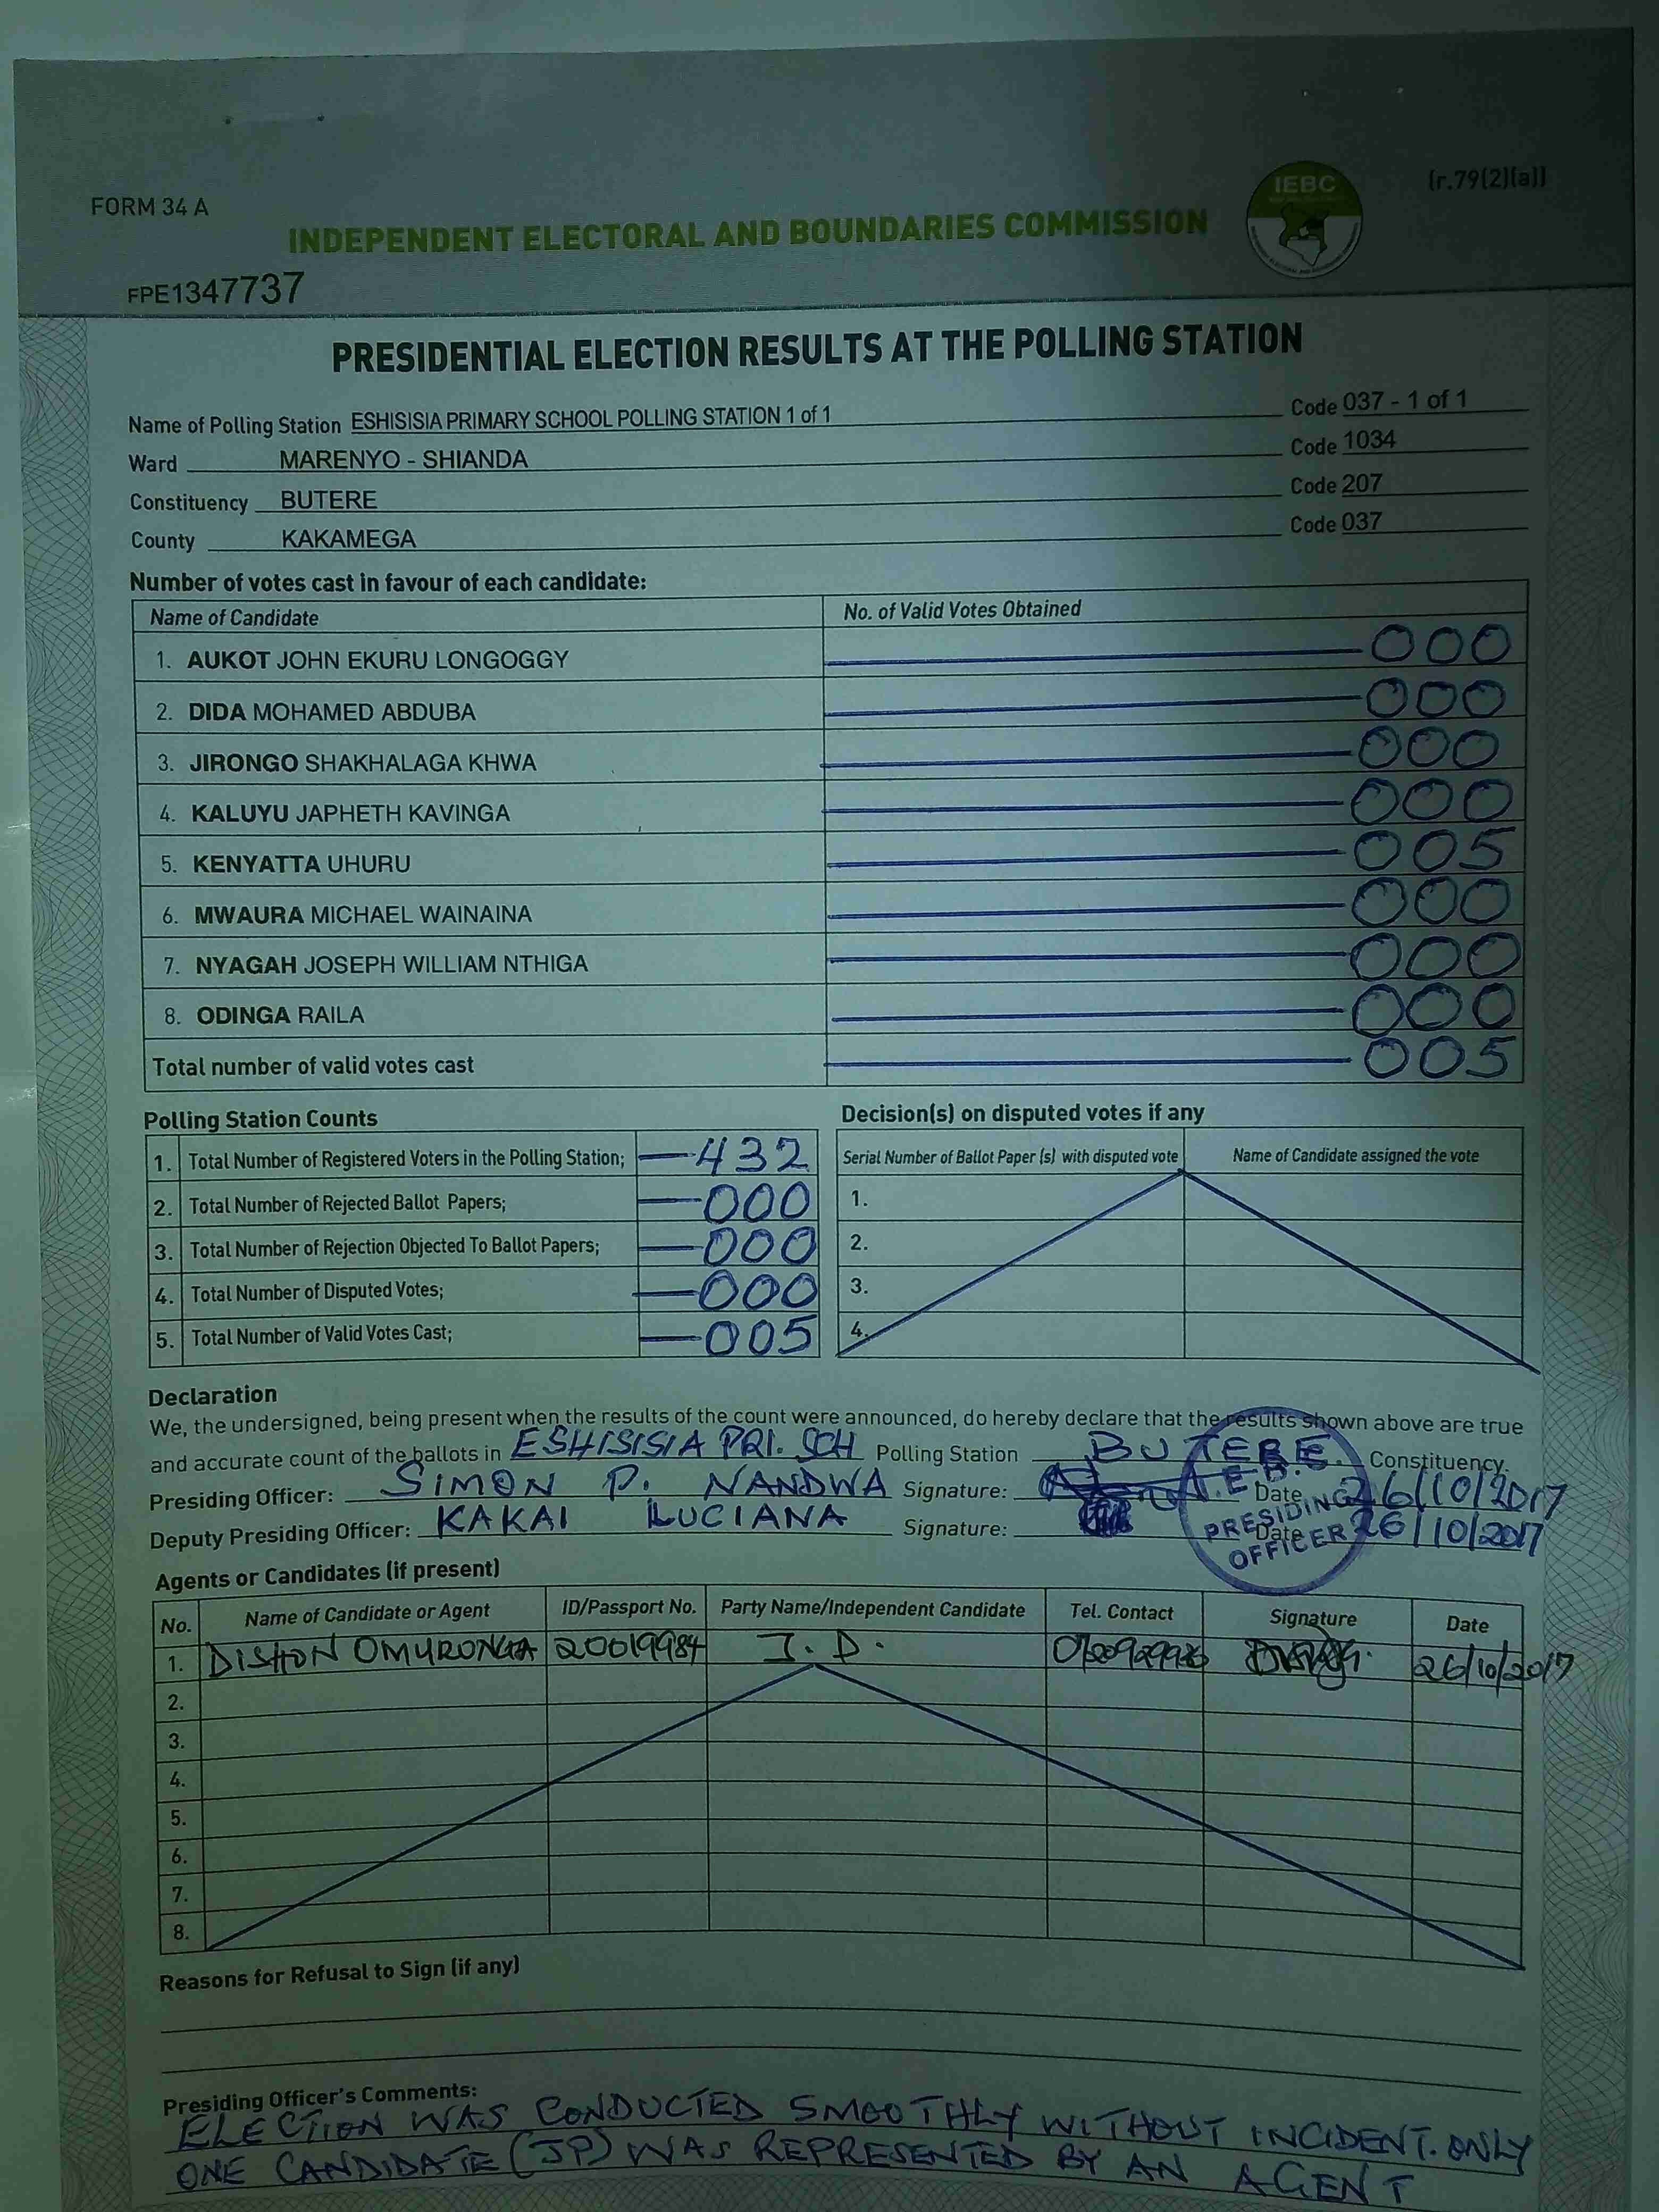 FORM 34 A
(r.79(2)(a))
IEBC
INDEPENDENT ELECTORAL AND BOUNDARIES COMMISSION
FPE1347737
PRESIDENTIAL ELECTION RESULTS AT THE POLLING STATION
Name of Polling Station ESHISISIA PRIMARY SCHOOL POLLING STATION 1 of 1 Code 037 - 1 of 1
Ward MARENYO - SHIANDA Code 1034
Constituency BUTERE Code 207
County KAKAMEGA Code 037
Number of votes cast in favour of each candidate:
Name of Candidate No. of Valid Votes Obtained
1. AUKOT JOHN EKURU LONGOGGY 000
2. DIDA MOHAMED ABDUBA 000
3. JIRONGO SHAKHALAGA KHWA 000
4. KALUYU JAPHETH KAVINGA 000
5. KENYATTA UHURU 005
6. MWAURA MICHAEL WAINAINA 000
7. NYAGAH JOSEPH WILLIAM NTHIGA 000
8. ODINGA RAILA 000
Total number of valid votes cast 005
Polling Station Counts
1. Total Number of Registered Voters in the Polling Station; 432
2. Total Number of Rejected Ballot Papers; 000
3. Total Number of Rejection Objected To Ballot Papers; 000
4. Total Number of Disputed Votes; 000
5. Total Number of Valid Votes Cast; 005
Decision(s) on disputed votes if any
Serial Number of Ballot Paper (s) with disputed vote Name of Candidate assigned the vote
1.
2.
3.
4.
Declaration
We, the undersigned, being present when the results of the count were announced, do hereby declare that the results shown above are true
and accurate count of the ballots in ESHISISIA PRI. SCH Polling Station BUTERE Constituency.
Presiding Officer: SIMON P. NANDWA Signature: Date 26/10/2017
Deputy Presiding Officer: KAKAI LUCIANA Signature: Date 26/10/2017
I.E.B.C.
PRESIDING
OFFICER
Agents or Candidates (if present)
No. Name of Candidate or Agent ID/Passport No. Party Name/Independent Candidate Tel. Contact Signature Date
1. DISHON OMURONGA 20019984 J.P. 26/10/2017
2.
3.
4.
5.
6.
7.
8.
Reasons for Refusal to Sign (if any)
Presiding Officer's Comments:
ELECTION WAS CONDUCTED SMOOTHLY WITHOUT INCIDENT. ONLY
ONE CANDIDATE (JP) WAS REPRESENTED BY AN AGENT